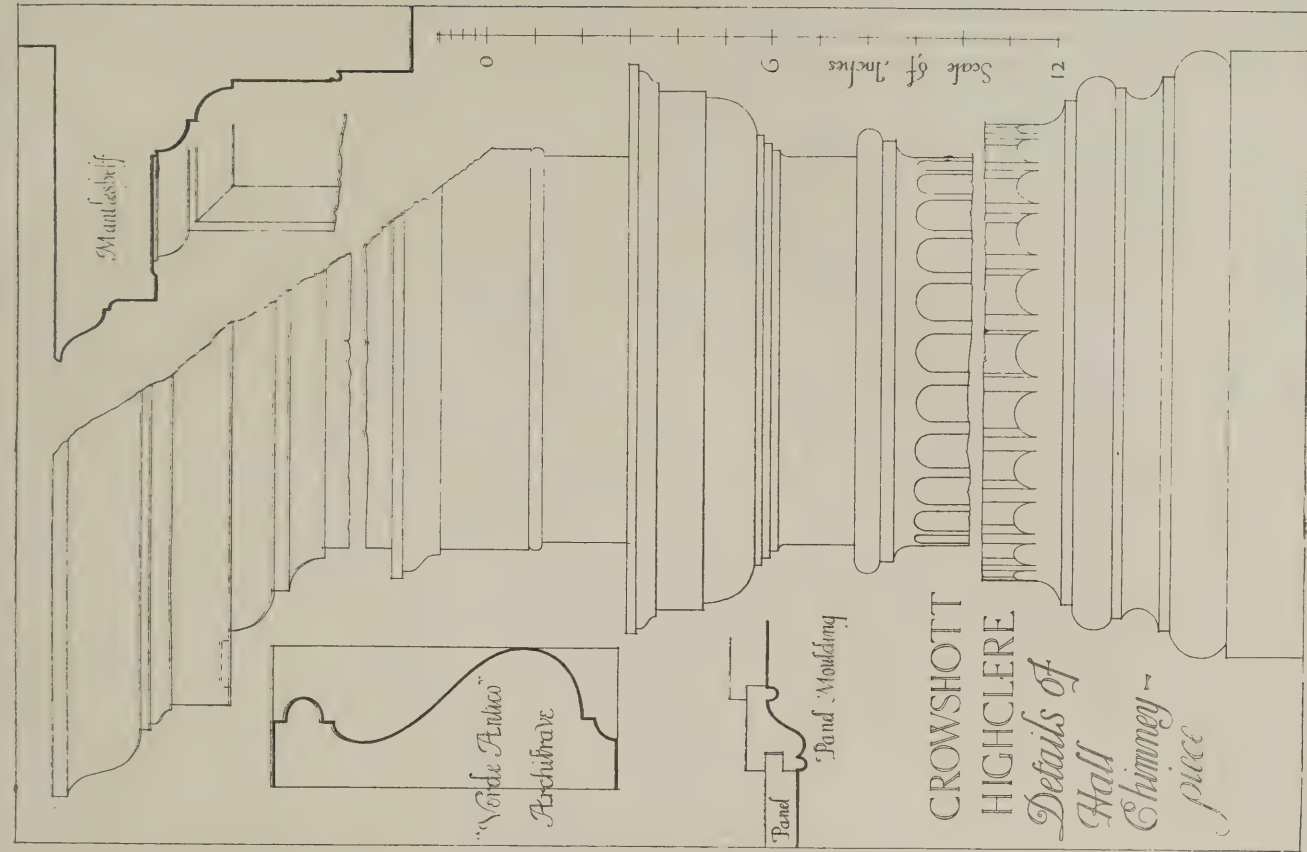 CROWSHOTT
HIGHCLERE
Details of
Hall
Chimney-
piece
"Verde Antico"
Architrave
Panel
Panel Moulding
Mantleshelf
0
6
12
Scale of Inches